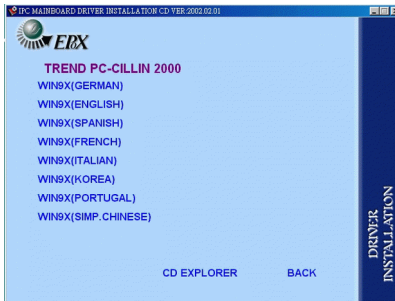 IPC MAINBOARD DRIVER INSTALLATION CD VER:2002.02.01
EPoX
TREND PC-CILLIN 2000
WIN9X(GERMAN)
WIN9X(ENGLISH)
WIN9X(SPANISH)
WIN9X(FRENCH)
WIN9X(ITALIAN)
WIN9X(KOREA)
WIN9X(PORTUGAL)
WIN9X(SIMP.CHINESE)
CD EXPLORER BACK
DRIVER
INSTALLATION